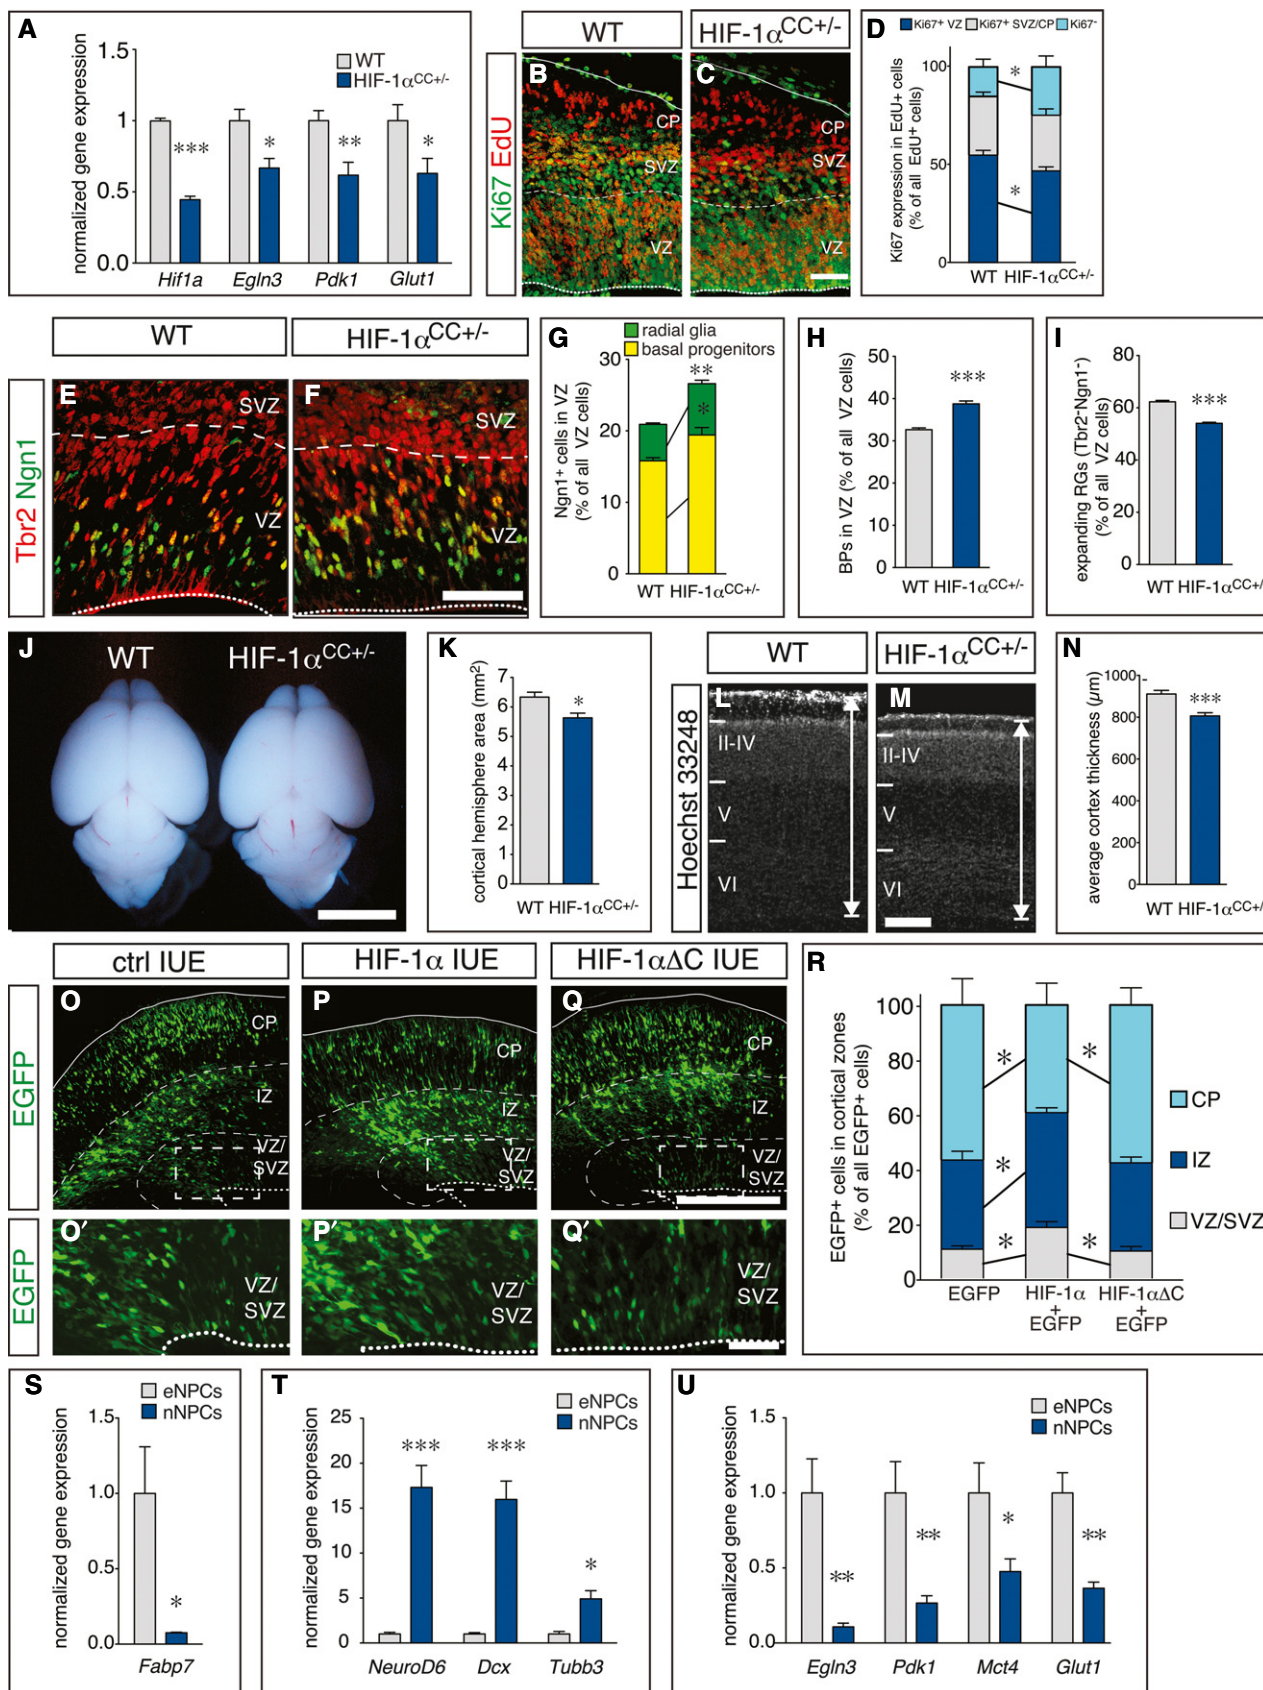 A
normalized gene expression
1.5
1
0.5
0.0
WT
HIF-1αCC+/-
***
*
**
*
Hif1a
Egln3
Pdk1
Glut1
WT
HIF-1αCC+/-
Ki67 EdU
B
CP
SVZ
VZ
C
CP
SVZ
VZ
D
Ki67+ VZ
Ki67+ SVZ/CP
Ki67-
Ki67 expression in EdU+ cells
(% of all EdU+ cells)
100
50
0
*
*
WT HIF-1αCC+/-
WT
HIF-1αCC+/-
Tbr2 Ngn1
E
SVZ
VZ
F
SVZ
VZ
G
radial glia
basal progenitors
Ngn1+ cells in VZ
(% of all VZ cells)
30
20
10
0
**
*
WT HIF-1αCC+/-
H
BPs in VZ (% of all VZ cells)
50
40
30
20
10
0
***
WT HIF-1αCC+/-
I
expanding RGs (Tbr2-Ngn1-)
(% of all VZ cells)
80
60
40
20
0
***
WT HIF-1αCC+/
J
WT
HIF-1αCC+/-
K
cortical hemisphere area (mm2)
7
6
5
4
3
2
1
0
*
WT HIF-1αCC+/-
WT
HIF-1αCC+/-
Hoechst 33248
L
II-IV
V
VI
M
II-IV
V
VI
N
average cortex thickness (µm)
1000
800
600
400
200
0
***
WT HIF-1αCC+/
ctrl IUE
HIF-1α IUE
HIF-1αΔC IUE
EGFP
O
CP
IZ
VZ/
SVZ
P
CP
IZ
VZ/
SVZ
Q
CP
IZ
VZ/
SVZ
EGFP
O′
VZ/
SVZ
P′
VZ/
SVZ
Q′
VZ/
SVZ
R
EGFP+ cells in cortical zones
(% of all EGFP+ cells)
100
80
60
40
20
0
*
*
*
*
*
CP
IZ
VZ/SVZ
EGFP
HIF-1α
+
EGFP
HIF-1αΔC
+
EGFP
S
eNPCs
nNPCs
normalized gene expression
1.5
1.0
0.5
0.0
*
Fabp7
T
eNPCs
nNPCs
normalized gene expression
25
20
15
10
5
0
***
***
*
NeuroD6
Dcx
Tubb3
U
eNPCs
nNPCs
normalized gene expression
1.5
1.0
0.5
0.0
**
**
*
**
Egln3
Pdk1
Mct4
Glut1